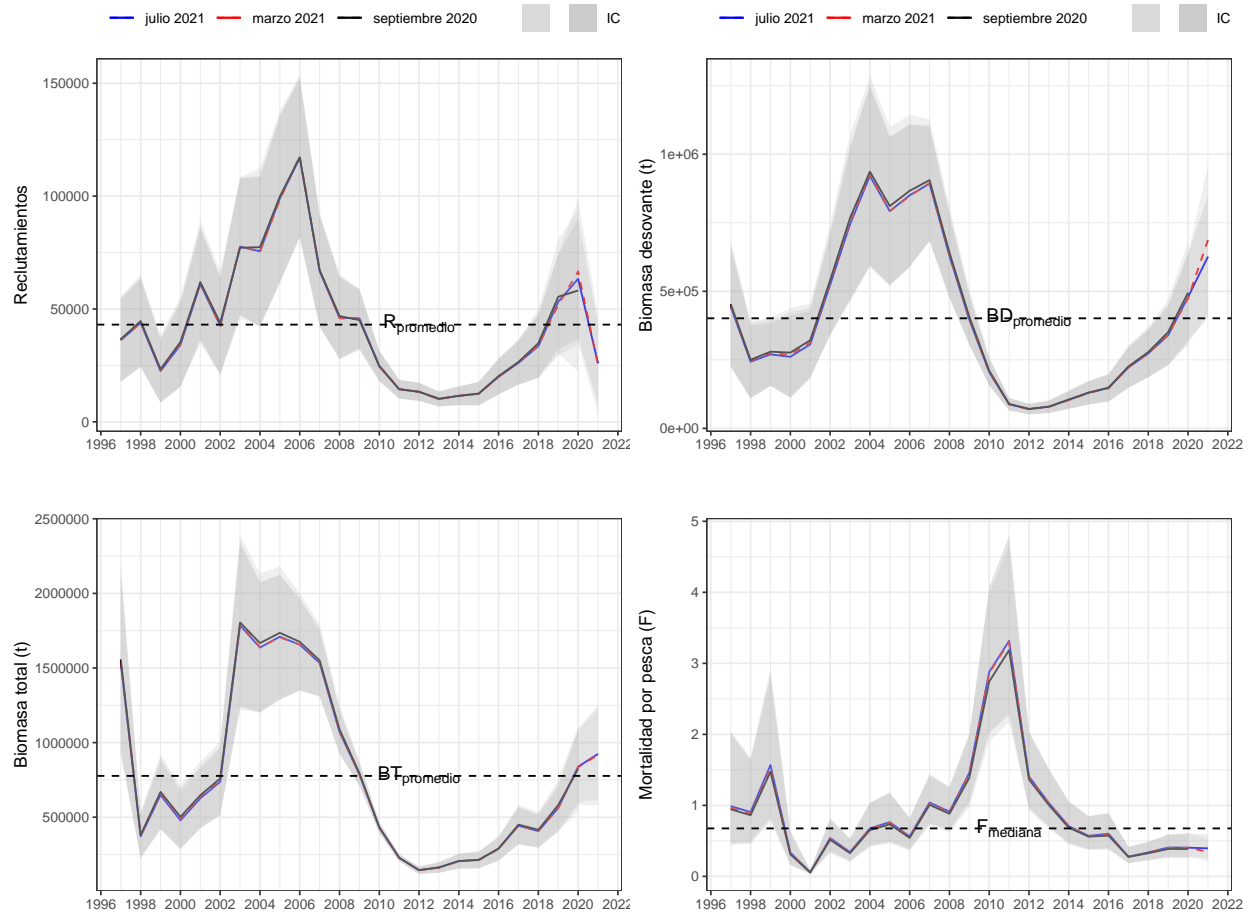 julio 2021 marzo 2021 septiembre 2020 IC
julio 2021 marzo 2021 septiembre 2020 IC
Reclutamientos
150000
100000
50000
0
R promedio
1996 1998 2000 2002 2004 2006 2008 2010 2012 2014 2016 2018 2020 2022
Biomasa desovante (t)
1e+06
5e+05
0e+00
BD promedio
1996 1998 2000 2002 2004 2006 2008 2010 2012 2014 2016 2018 2020 2022
Biomasa total (t)
2500000
2000000
1500000
1000000
500000
BT promedio
1996 1998 2000 2002 2004 2006 2008 2010 2012 2014 2016 2018 2020 2022
Mortalidad por pesca (F)
5
4
3
2
1
0
F mediana
1996 1998 2000 2002 2004 2006 2008 2010 2012 2014 2016 2018 2020 2022